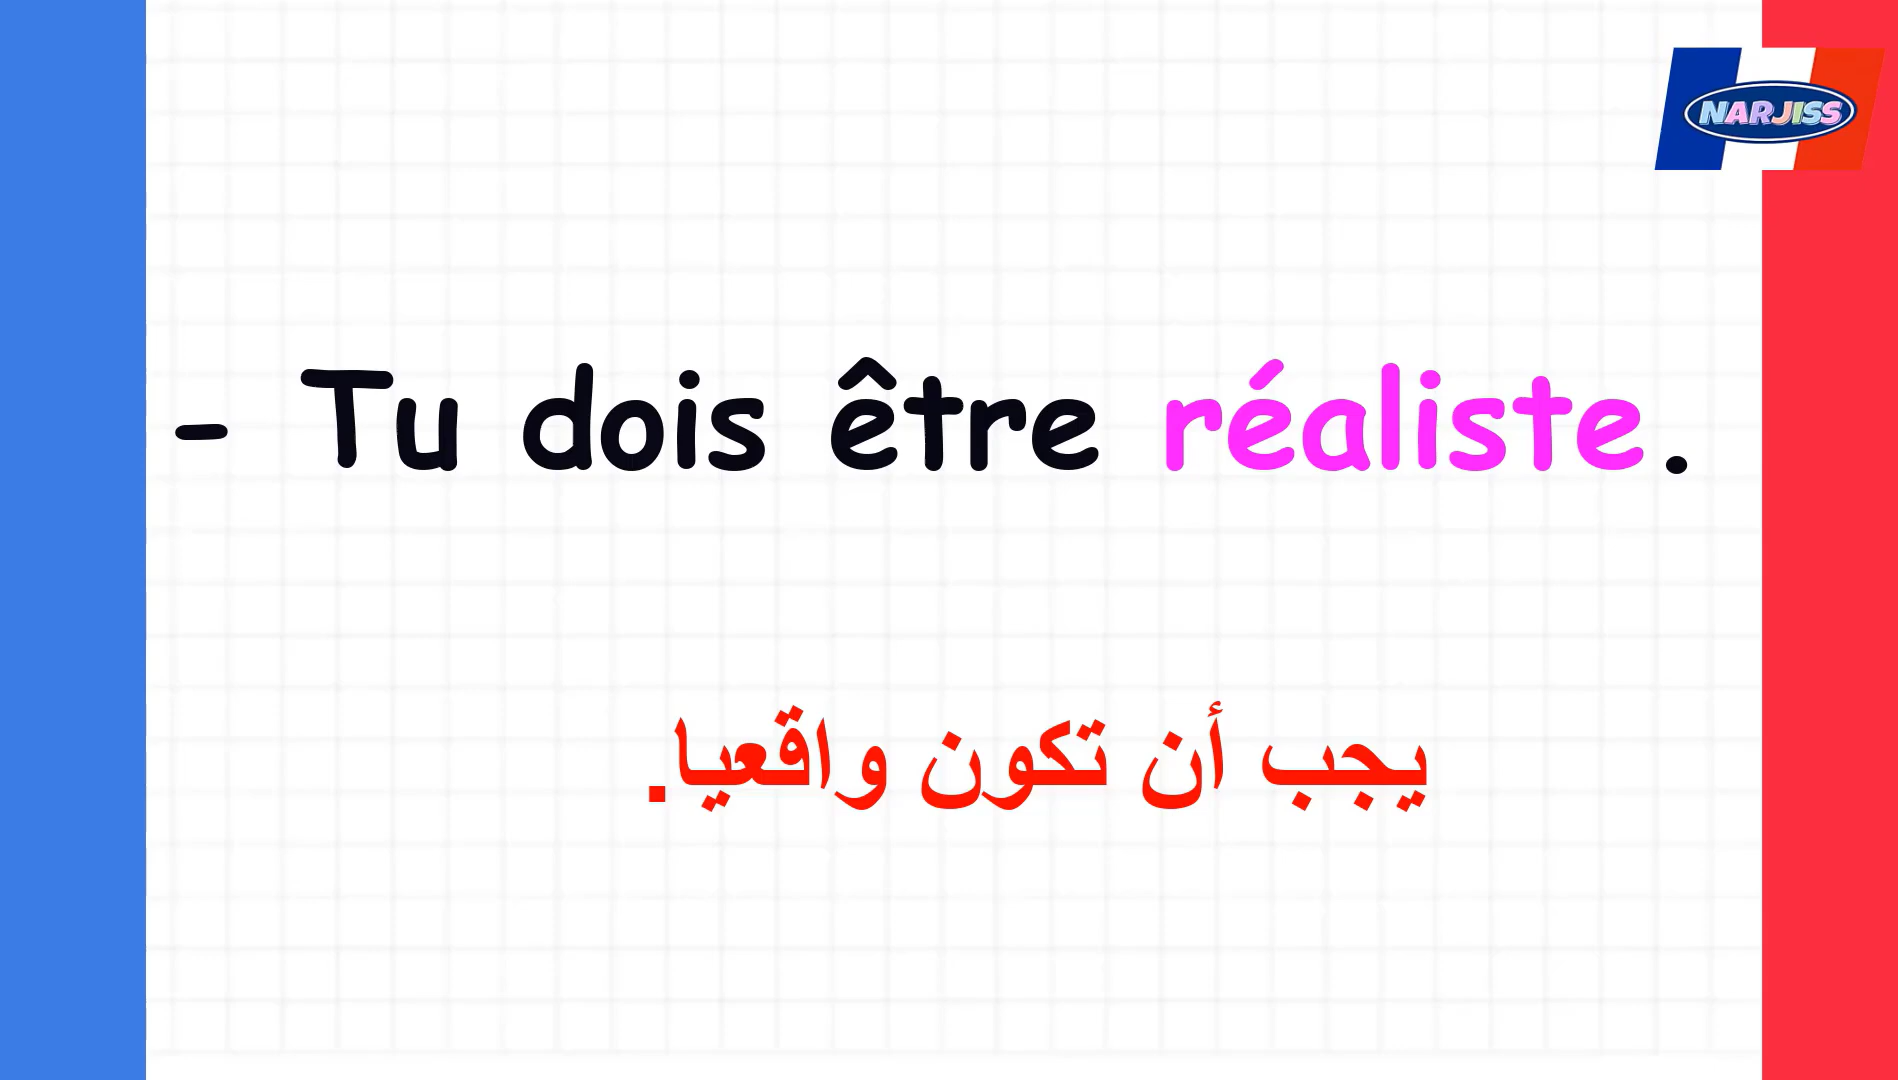 NARJISS
- Tu dois être réaliste.
يجب أن تكون واقعيا.